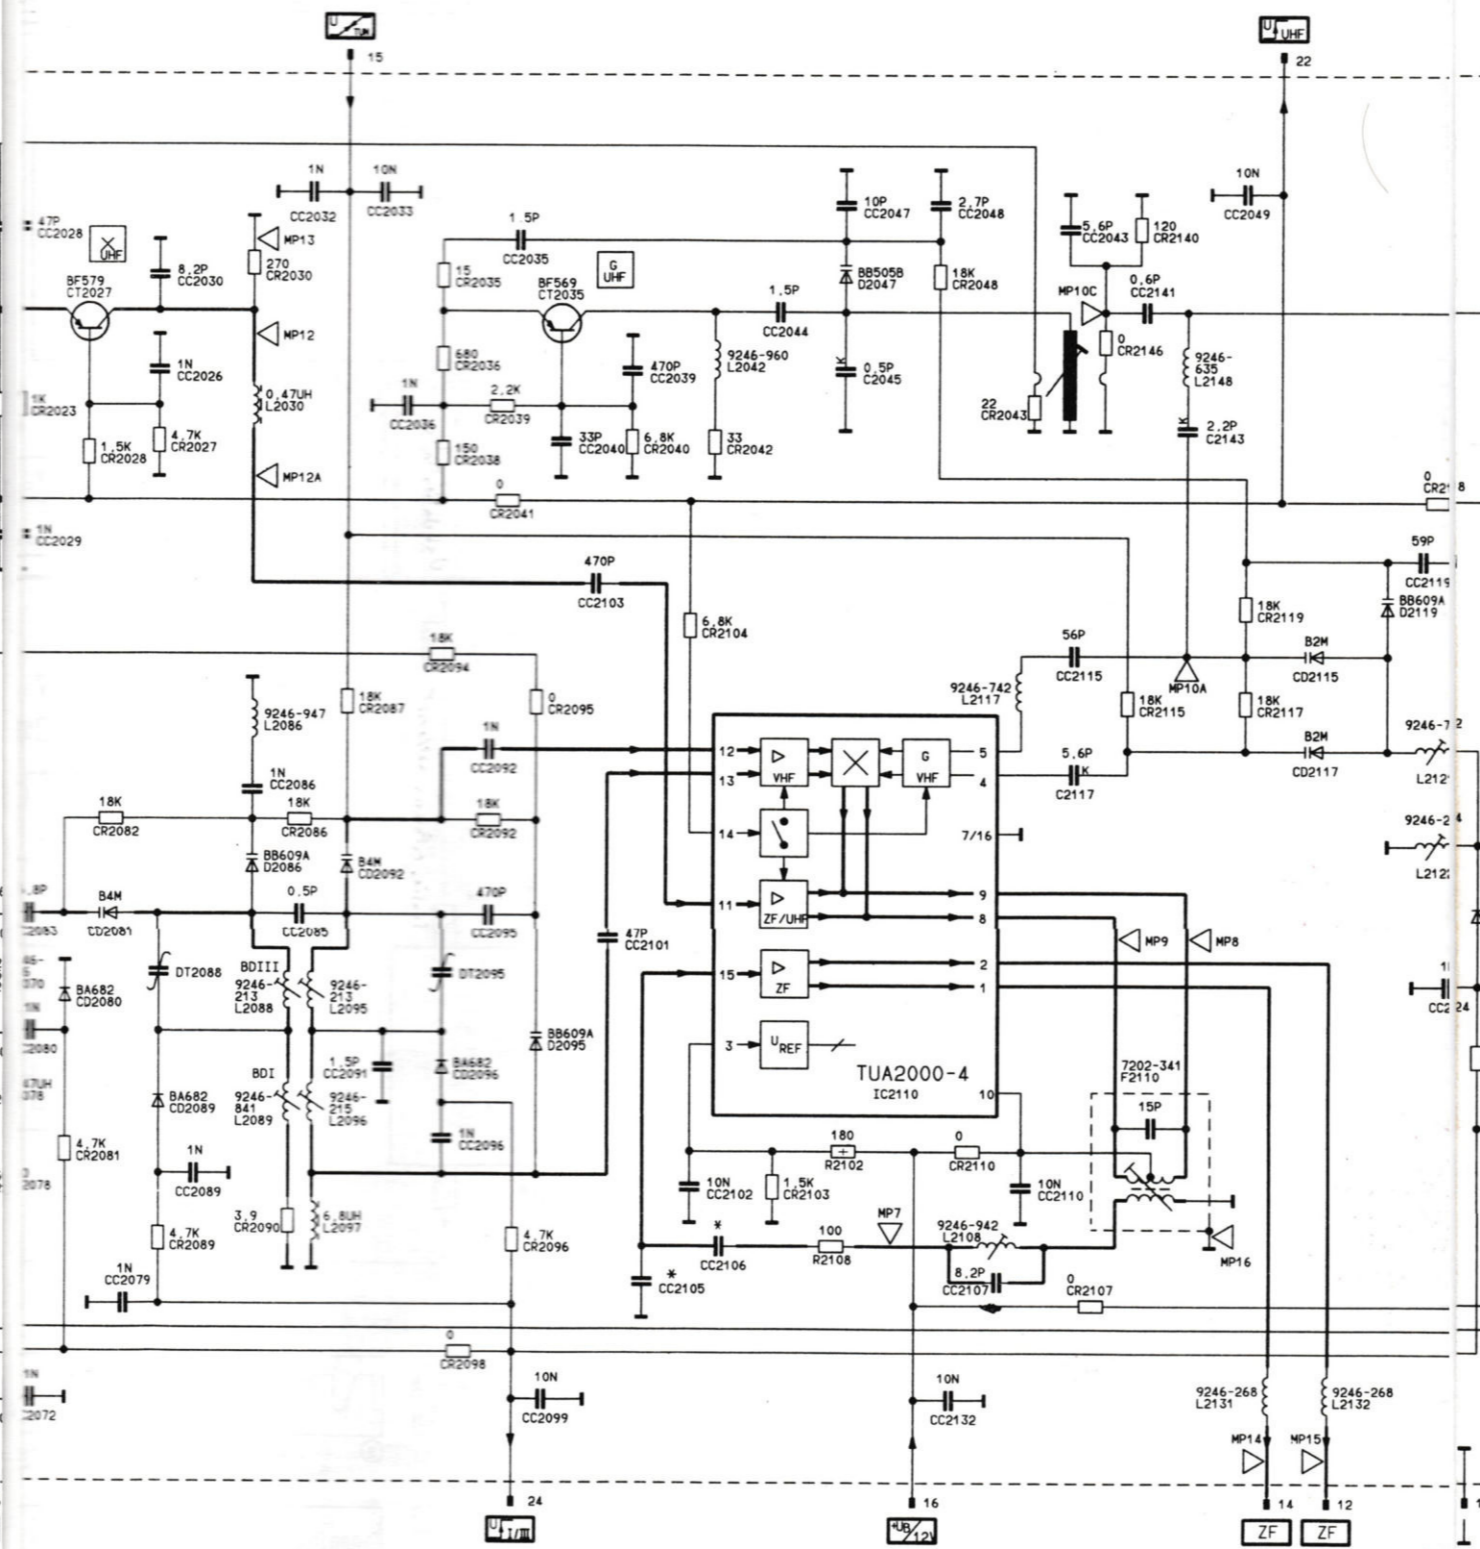 U
TUN
15
U
UHF
22
1N
CC2032
10N
CC2033
47P
CC2028
UHF
BF579
CT2027
8,2P
CC2030
MP13
270
CR2030
1.5P
CC2035
15
CR2035
BF569
CT2035
G
UHF
10P
CC2047
2,7P
CC2048
BB505B
D2047
18K
CR2048
5,6P
CC2043
120
CR2140
10N
CC2049
MP10C
0,6P
CC2141
1,5P
CC2044
MP12
1N
CC2026
680
CR2036
9246-960
L2042
470P
CC2039
0
CR2146
9246-
635
L2148
0,47UH
L2030
1N
CC2036
2,2K
CR2039
K
0,5P
C2045
1K
CR2023
22
CR2043
1,5K
CR2028
4,7K
CR2027
150
CR2038
33P
CC2040
6,8K
CR2040
33
CR2042
K
2,2P
C2143
MP12A
0
CR2041
0
8
1N
CC2029
59P
CC2119
470P
CC2103
6,8K
CR2104
18K
CR2119
BB609A
D2119
18K
CR2094
56P
CC2115
B2M
CD2115
MP10A
9246-742
L2117
9246-947
L2086
18K
CR2087
0
CR2095
18K
CR2115
18K
CR2117
B2M
CD2117
1N
CC2092
12
VHF
G
VHF
5
13
4
5,6P
K
C2117
1N
CC2086
18K
CR2082
18K
CR2086
18K
CR2092
14
7/16
BB609A
D2086
B4M
CD2092
B4M
CD2081
0.5P
CC2085
470P
CC2095
47P
CC2101
11
ZF/UHF
9
8
MP9
MP8
DT2088
BDIII
9246-
213
L2088
9246-
213
L2095
DT2095
15
ZF
2
1
BA682
CD2080
BB609A
D2095
3
U REF
TUA2000-4
IC2110
10
1,5P
CC2091
BA682
CD2096
BDI
9246-
841
L2089
9246-
215
L2096
BA682
CD2089
7202-341
F2110
15P
1N
CC2096
4,7K
CR2081
1N
CC2089
180
R2102
0
CR2110
10N
CC2102
1,5K
CR2103
10N
CC2110
3,9
CR2090
6,8UH
L2097
4,7K
CR2089
4,7K
CR2096
*
CC2106
100
R2108
MP7
9246-942
L2108
8,2P
CC2107
MP16
1N
CC2079
*
CC2105
0
CR2107
0
CR2098
10N
CC2099
10N
CC2132
9246-268
L2131
9246-268
L2132
MP14
MP15
24
16
14
12
U
I/III
+UB/12V
ZF
ZF